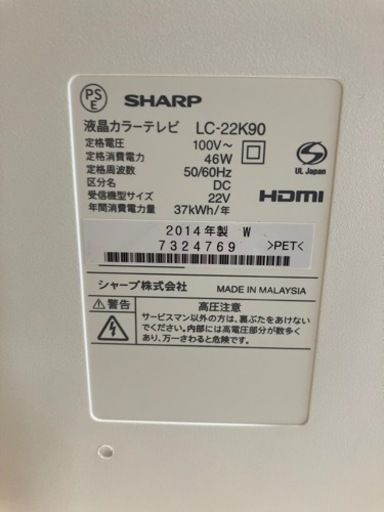 PS
E
SHARP
液晶カラーテレビ LC-22K90
定格電圧 100V～
定格消費電力 46W
定格周波数 50/60Hz
区分名 DC
受信機型サイズ 22V
年間消費電力量 37kWh/年
S
UL Japan
HDMI
2014年製 W
7324769 >PET<
シャープ株式会社 MADE IN MALAYSIA
⚠警告 高圧注意
サービスマン以外の方は、裏ぶたをあけない
でください。内部には高電圧部分が数多く
あり、万一さわると危険です。